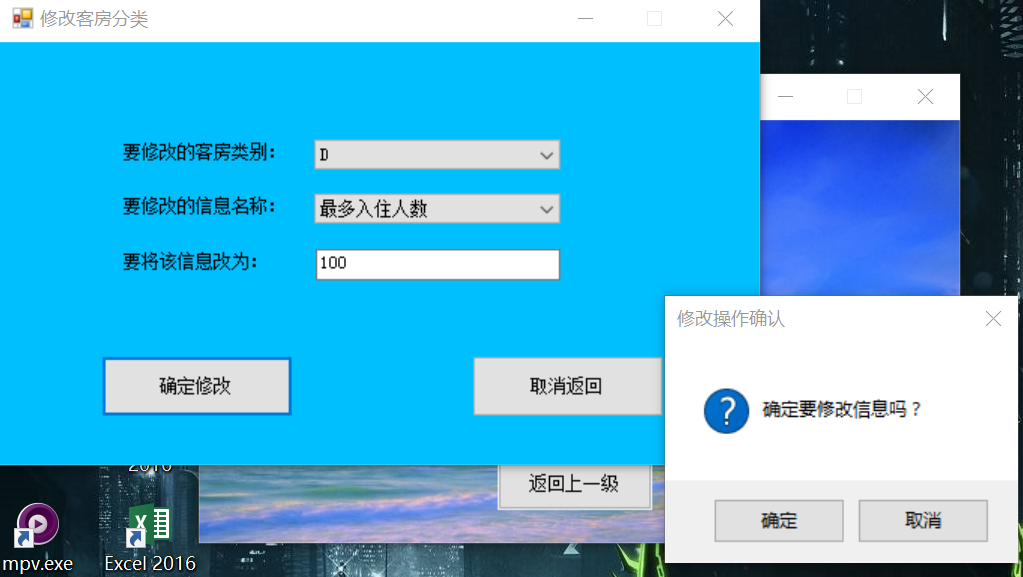 修改客房分类
要修改的客房类别：
D
要修改的信息名称：
最多入住人数
要将该信息改为：
100
确定修改
取消返回
修改操作确认
确定要修改信息吗？
确定
取消
返回上一级
2016
mpv.exe
Excel 2016